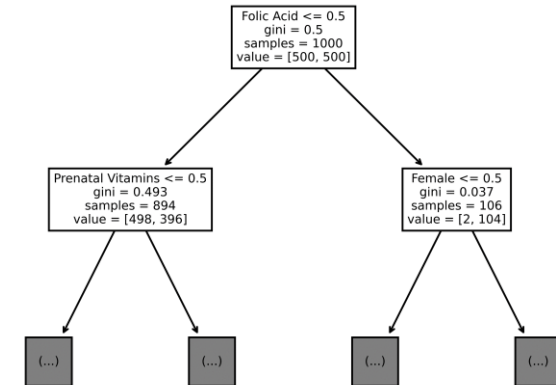 Folic Acid <= 0.5
gini = 0.5
samples = 1000
value = [500, 500]
Prenatal Vitamins <= 0.5
gini = 0.493
samples = 894
value = [498, 396]
Female <= 0.5
gini = 0.037
samples = 106
value = [2, 104]
(...)
(...)
(...)
(...)